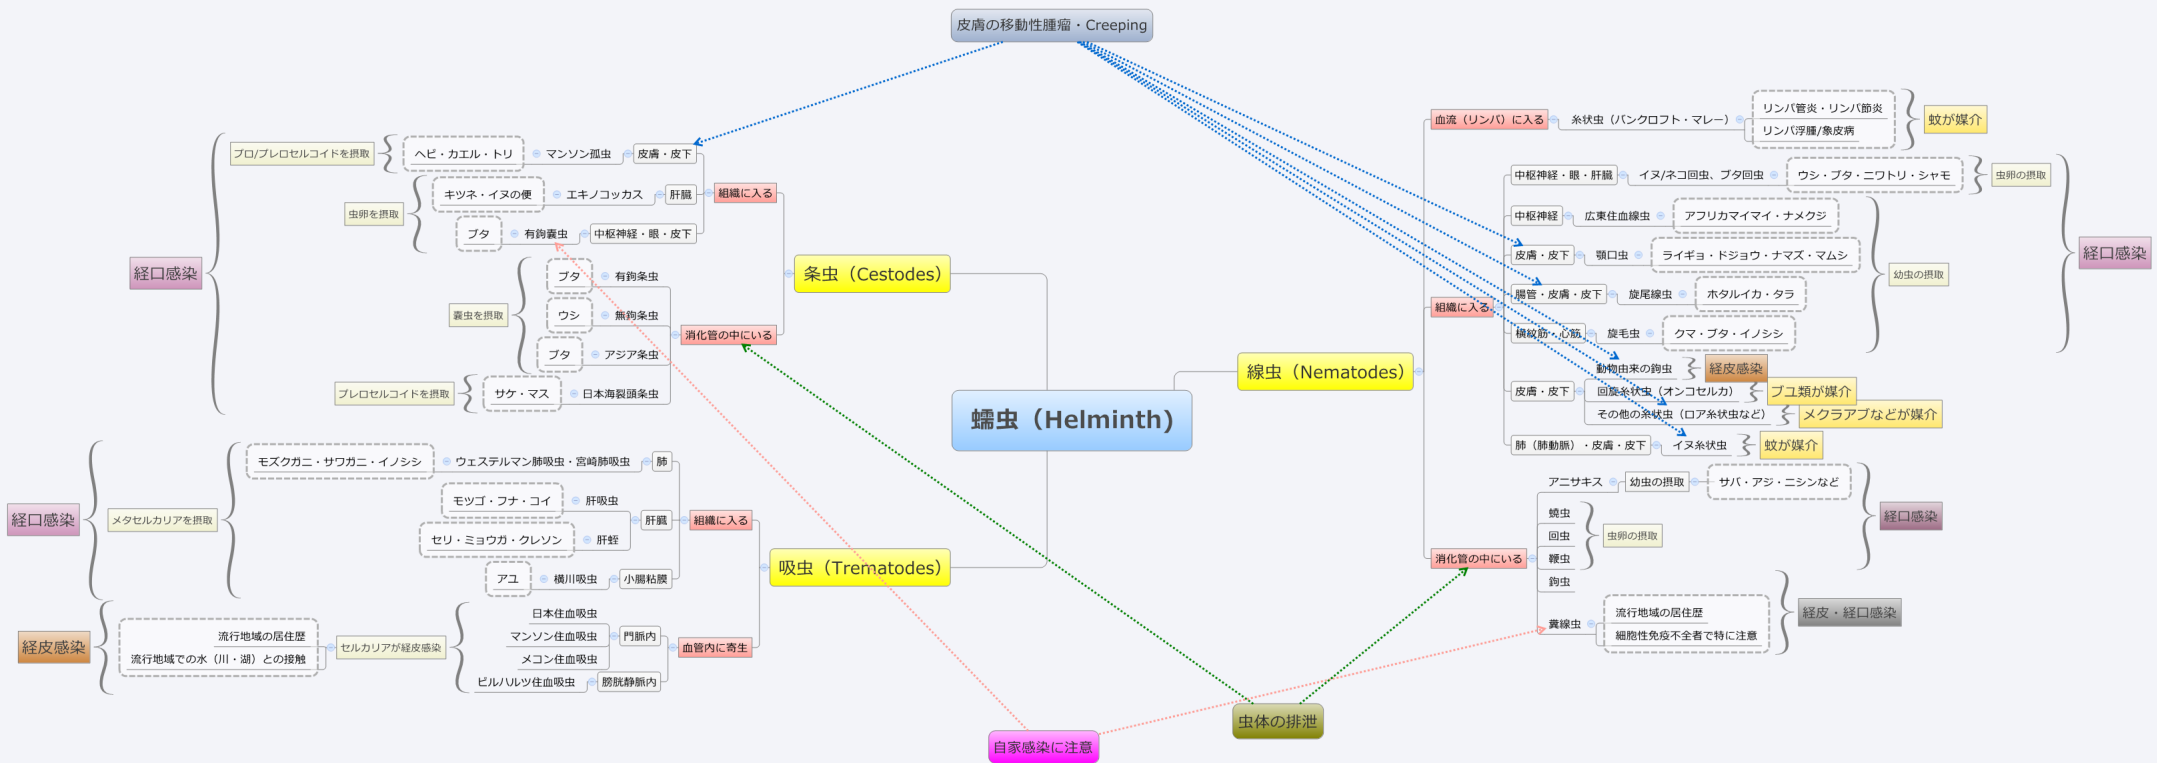 皮膚の移動性腫瘤・Creeping
蠕虫（Helminth)
条虫（Cestodes）
組織に入る
皮膚・皮下
マンソン孤虫
ヘビ・カエル・トリ
プロ/プレロセルコイドを摂取
肝臓
エキノコッカス
キツネ・イヌの便
中枢神経・眼・皮下
有鉤嚢虫
ブタ
虫卵を摂取
消化管の中にいる
有鉤条虫
ブタ
無鉤条虫
ウシ
アジア条虫
ブタ
嚢虫を摂取
日本海裂頭条虫
サケ・マス
プレロセルコイドを摂取
経口感染
吸虫（Trematodes）
組織に入る
肺
ウェステルマン肺吸虫・宮崎肺吸虫
モズクガニ・サワガニ・イノシシ
肝臓
肝吸虫
モツゴ・フナ・コイ
肝蛭
セリ・ミョウガ・クレソン
小腸粘膜
横川吸虫
アユ
メタセルカリアを摂取
経口感染
血管内に寄生
門脈内
日本住血吸虫
マンソン住血吸虫
メコン住血吸虫
膀胱静脈内
ビルハルツ住血吸虫
セルカリアが経皮感染
流行地域の居住歴
流行地域での水（川・湖）との接触
経皮感染
線虫（Nematodes）
血流（リンパ）に入る
糸状虫（バンクロフト・マレー）
リンパ管炎・リンパ節炎
リンパ浮腫/象皮病
蚊が媒介
組織に入る
中枢神経・眼・肝臓
イヌ/ネコ回虫、ブタ回虫
ウシ・ブタ・ニワトリ・シャモ
虫卵の摂取
中枢神経
広東住血線虫
アフリカマイマイ・ナメクジ
皮膚・皮下
顎口虫
ライギョ・ドジョウ・ナマズ・マムシ
腸管・皮膚・皮下
旋尾線虫
ホタルイカ・タラ
横紋筋・心筋
旋毛虫
クマ・ブタ・イノシシ
幼虫の摂取
経口感染
皮膚・皮下
動物由来の鉤虫
経皮感染
回旋糸状虫（オンコセルカ）
ブユ類が媒介
その他の糸状虫（ロア糸状虫など）
メクラアブなどが媒介
肺（肺動脈）・皮膚・皮下
イヌ糸状虫
蚊が媒介
消化管の中にいる
アニサキス
幼虫の摂取
サバ・アジ・ニシンなど
蟯虫
回虫
鞭虫
虫卵の摂取
経口感染
鉤虫
糞線虫
流行地域の居住歴
細胞性免疫不全者で特に注意
経皮・経口感染
虫体の排泄
自家感染に注意